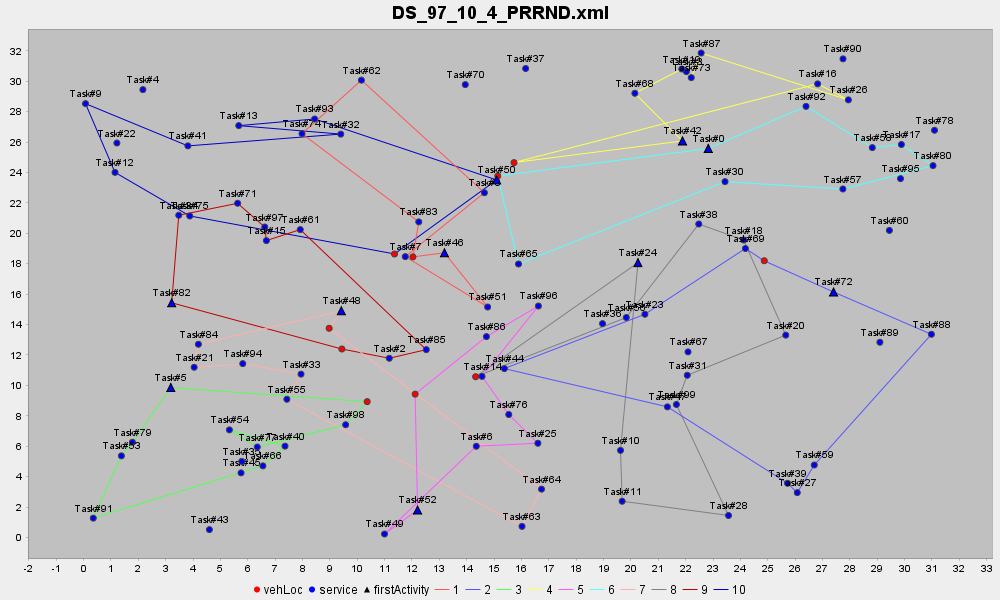 DS_97_10_4_PRRND.xml
Task#87
Task#90
Task#37
Task#73
Task#62
Task#70
Task#16
Task#4
Task#68
Task#26
Task#9
Task#92
Task#93
Task#13
Task#32
Task#78
Task#42
Task#0
Task#17
Task#22
Task#41
Task#80
Task#12
Task#50
Task#95
Task#30
Task#57
Task#71
Task#83
Task#38
Task#97
Task#61
Task#60
Task#18
Task#15
Task#69
Task#7
Task#46
Task#65
Task#24
Task#72
Task#82
Task#51
Task#96
Task#48
Task#23
Task#36
Task#86
Task#88
Task#20
Task#84
Task#89
Task#85
Task#67
Task#2
Task#94
Task#21
Task#44
Task#33
Task#14
Task#31
Task#5
Task#55
Task#99
Task#76
Task#98
Task#54
Task#79
Task#40
Task#6
Task#25
Task#53
Task#10
Task#66
Task#45
Task#59
Task#39
Task#64
Task#27
Task#11
Task#52
Task#91
Task#28
Task#63
Task#43
Task#49
32
30
28
26
24
22
20
18
16
14
12
10
8
6
4
2
0
-2 -1 0 1 2 3 4 5 6 7 8 9 10 11 12 13 14 15 16 17 18 19 20 21 22 23 24 25 26 27 28 29 30 31 32 33
vehLoc service firstActivity 1 2 3 4 5 6 7 8 9 10